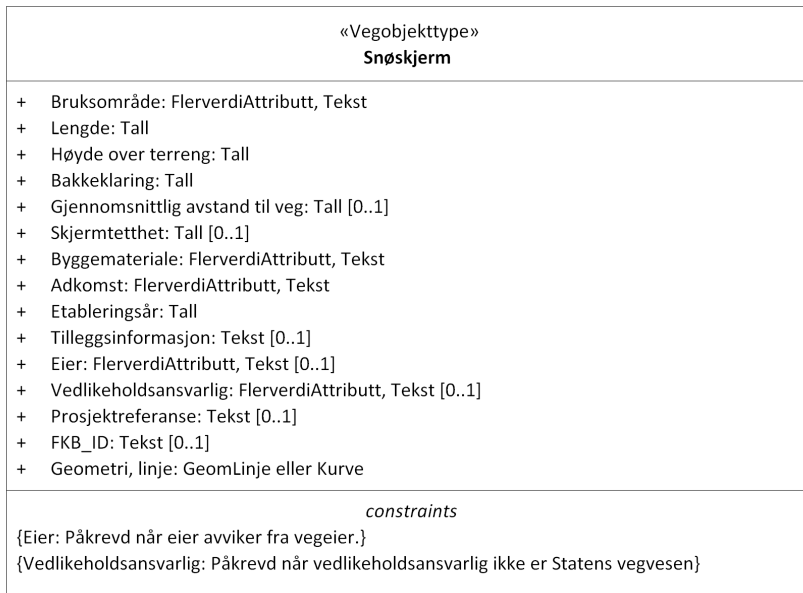 «Vegobjekttype»
Snøskjerm
+ Bruksområde: FlerverdiAttributt, Tekst
+ Lengde: Tall
+ Høyde over terreng: Tall
+ Bakkeklaring: Tall
+ Gjennomsnittlig avstand til veg: Tall [0..1]
+ Skjermtetthet: Tall [0..1]
+ Byggemateriale: FlerverdiAttributt, Tekst
+ Adkomst: FlerverdiAttributt, Tekst
+ Etableringsår: Tall
+ Tilleggsinformasjon: Tekst [0..1]
+ Eier: FlerverdiAttributt, Tekst [0..1]
+ Vedlikeholdsansvarlig: FlerverdiAttributt, Tekst [0..1]
+ Prosjektreferanse: Tekst [0..1]
+ FKB_ID: Tekst [0..1]
+ Geometri, linje: GeomLinje eller Kurve
constraints
{Eier: Påkrevd når eier avviker fra vegeier.}
{Vedlikeholdsansvarlig: Påkrevd når vedlikeholdsansvarlig ikke er Statens vegvesen}